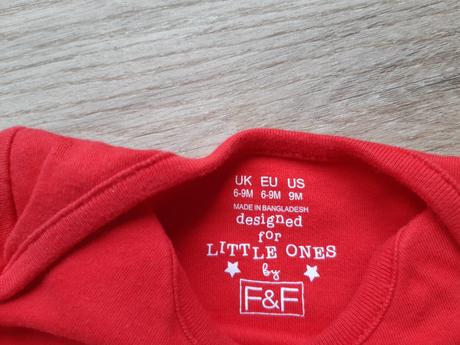 UK EU US
6-9M 6-9M 9M
MADE IN BANGLADESH
designed
for
LITTLE ONES
by
F&F